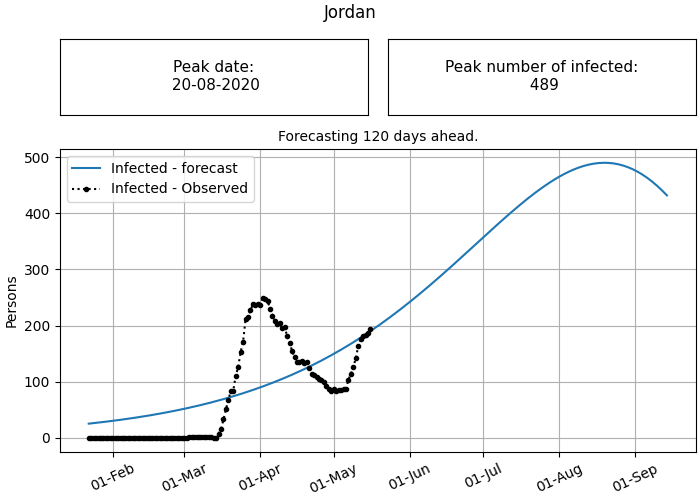 Jordan
Peak date:
20-08-2020
Peak number of infected:
489
Forecasting 120 days ahead.
Infected - forecast
Infected - Observed
Persons
500
400
300
200
100
0
01-Feb
01-Mar
01-Apr
01-May
01-Jun
01-Jul
01-Aug
01-Sep